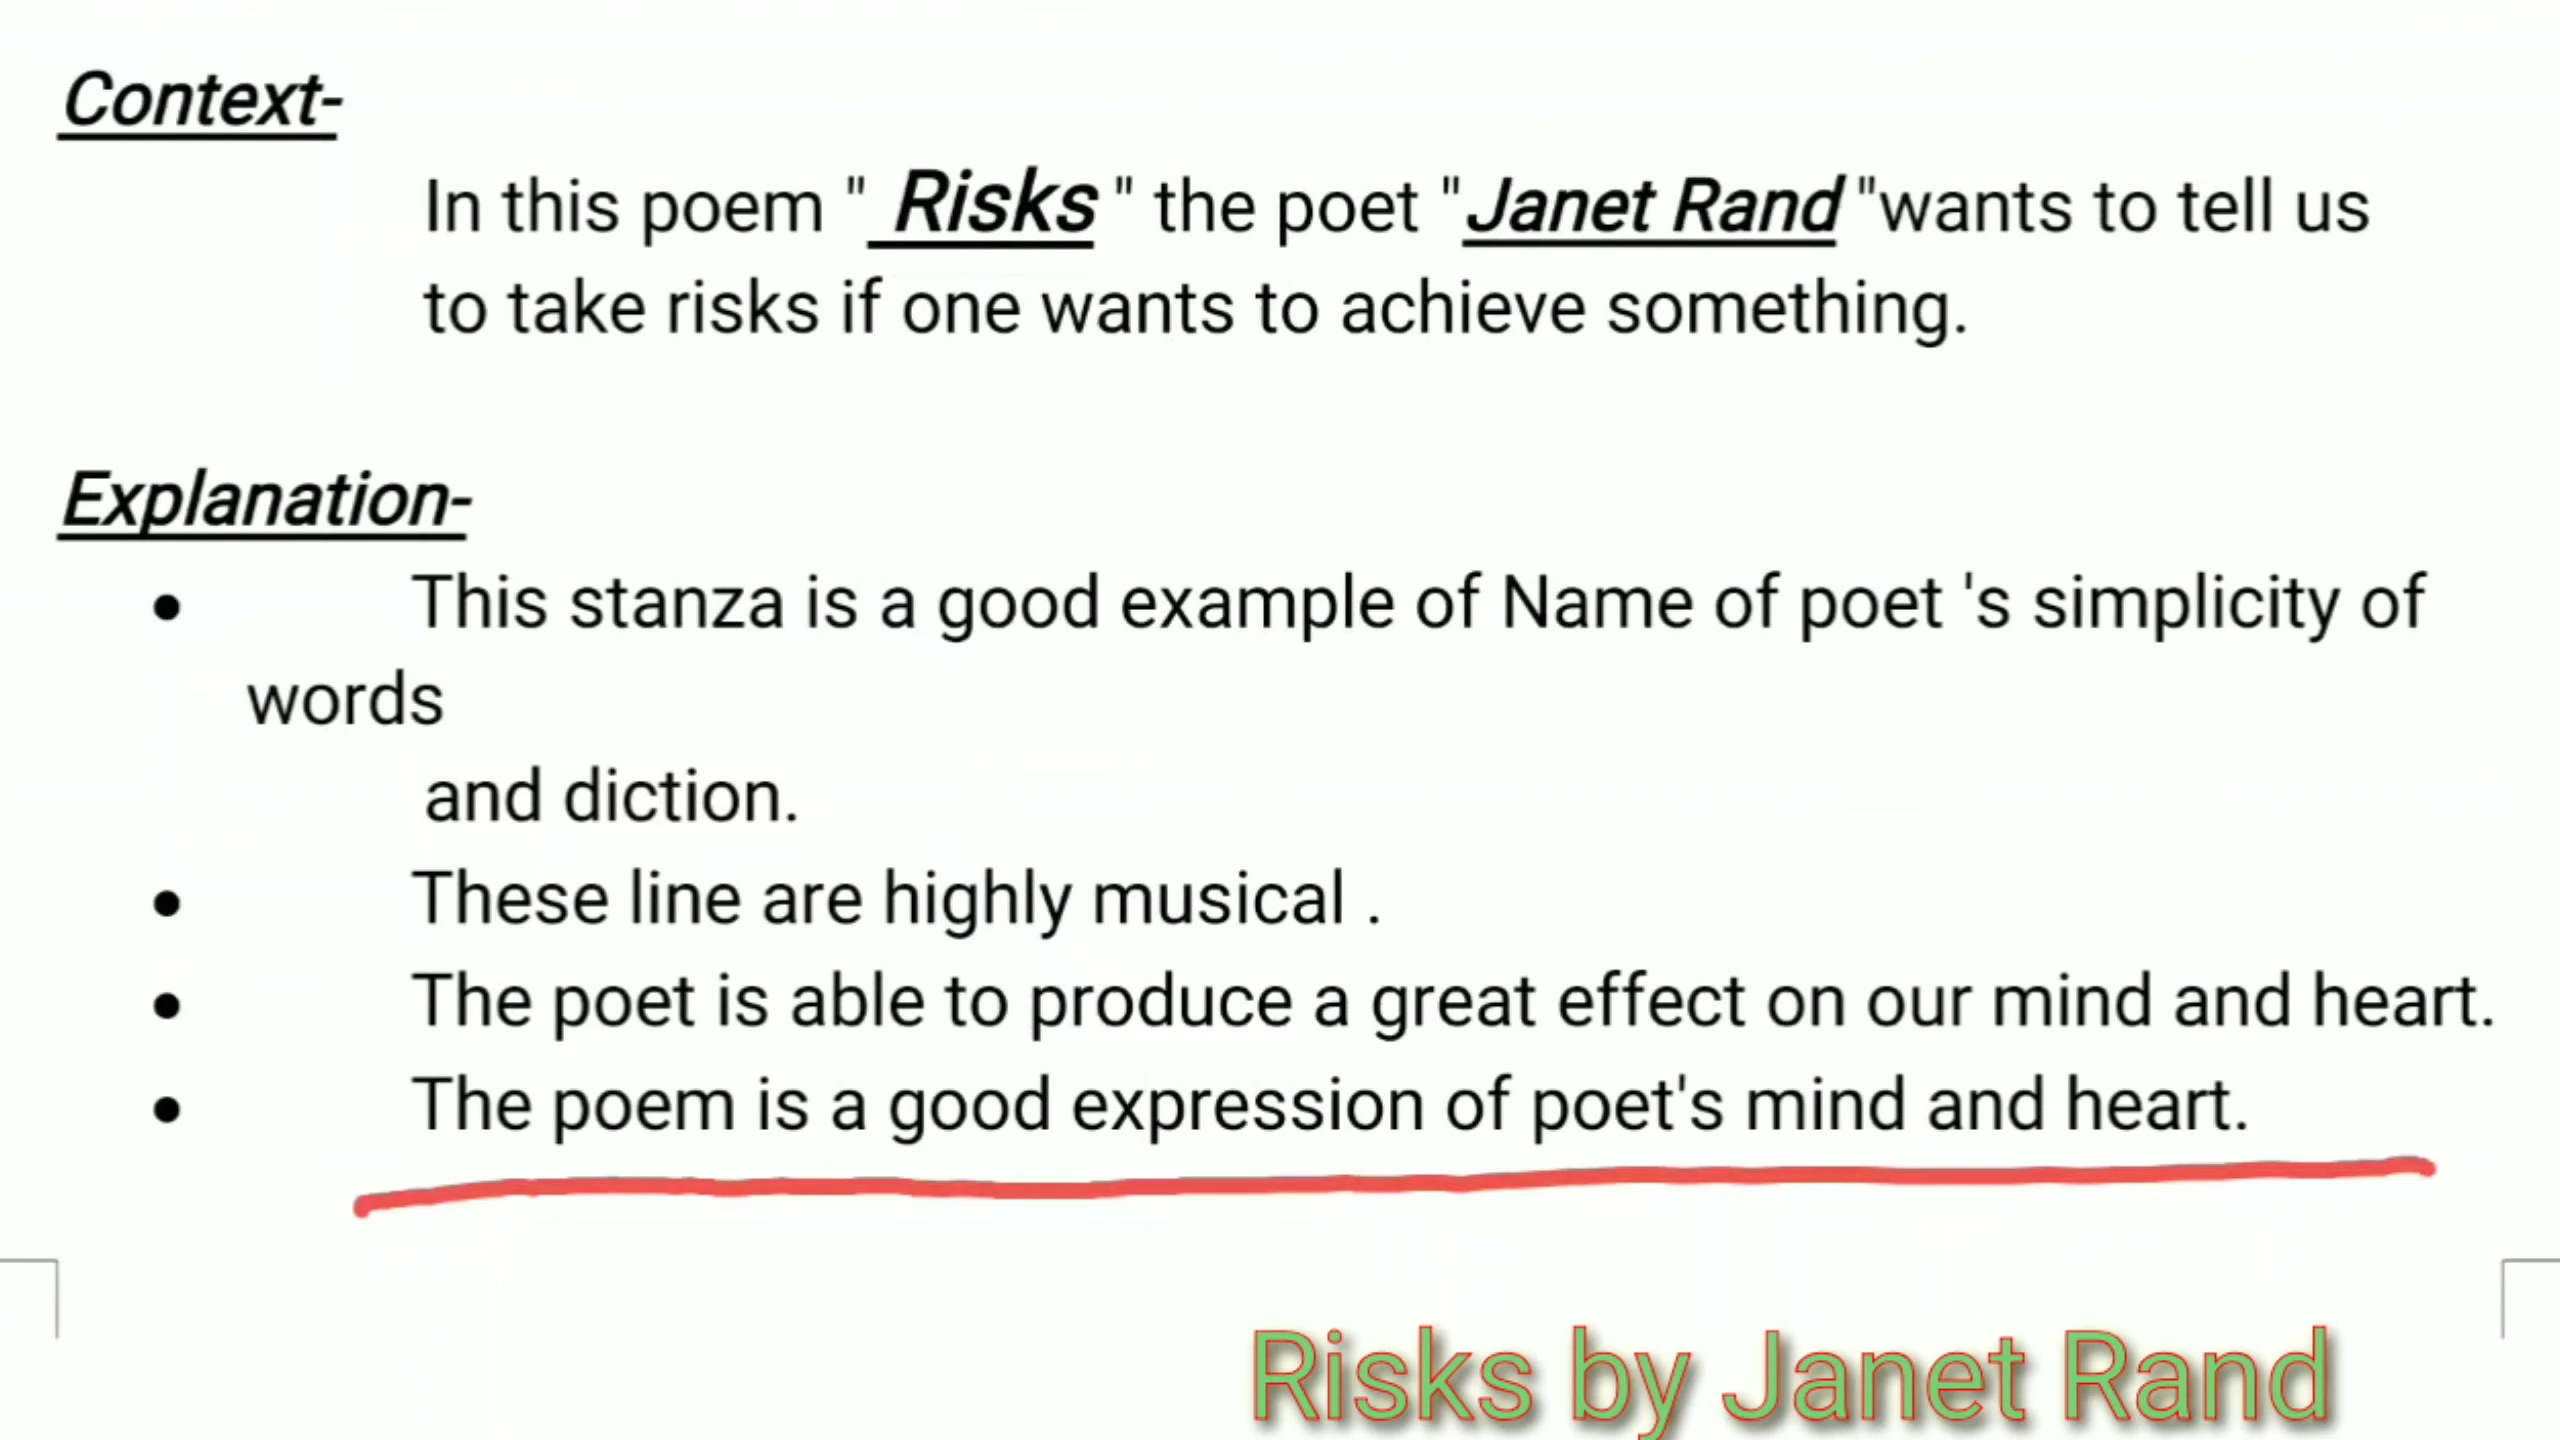 Context-
In this poem " Risks " the poet "Janet Rand "wants to tell us
to take risks if one wants to achieve something.
Explanation-
• This stanza is a good example of Name of poet 's simplicity of
words
and diction.
• These line are highly musical .
• The poet is able to produce a great effect on our mind and heart.
• The poem is a good expression of poet's mind and heart.
Risks by Janet Rand